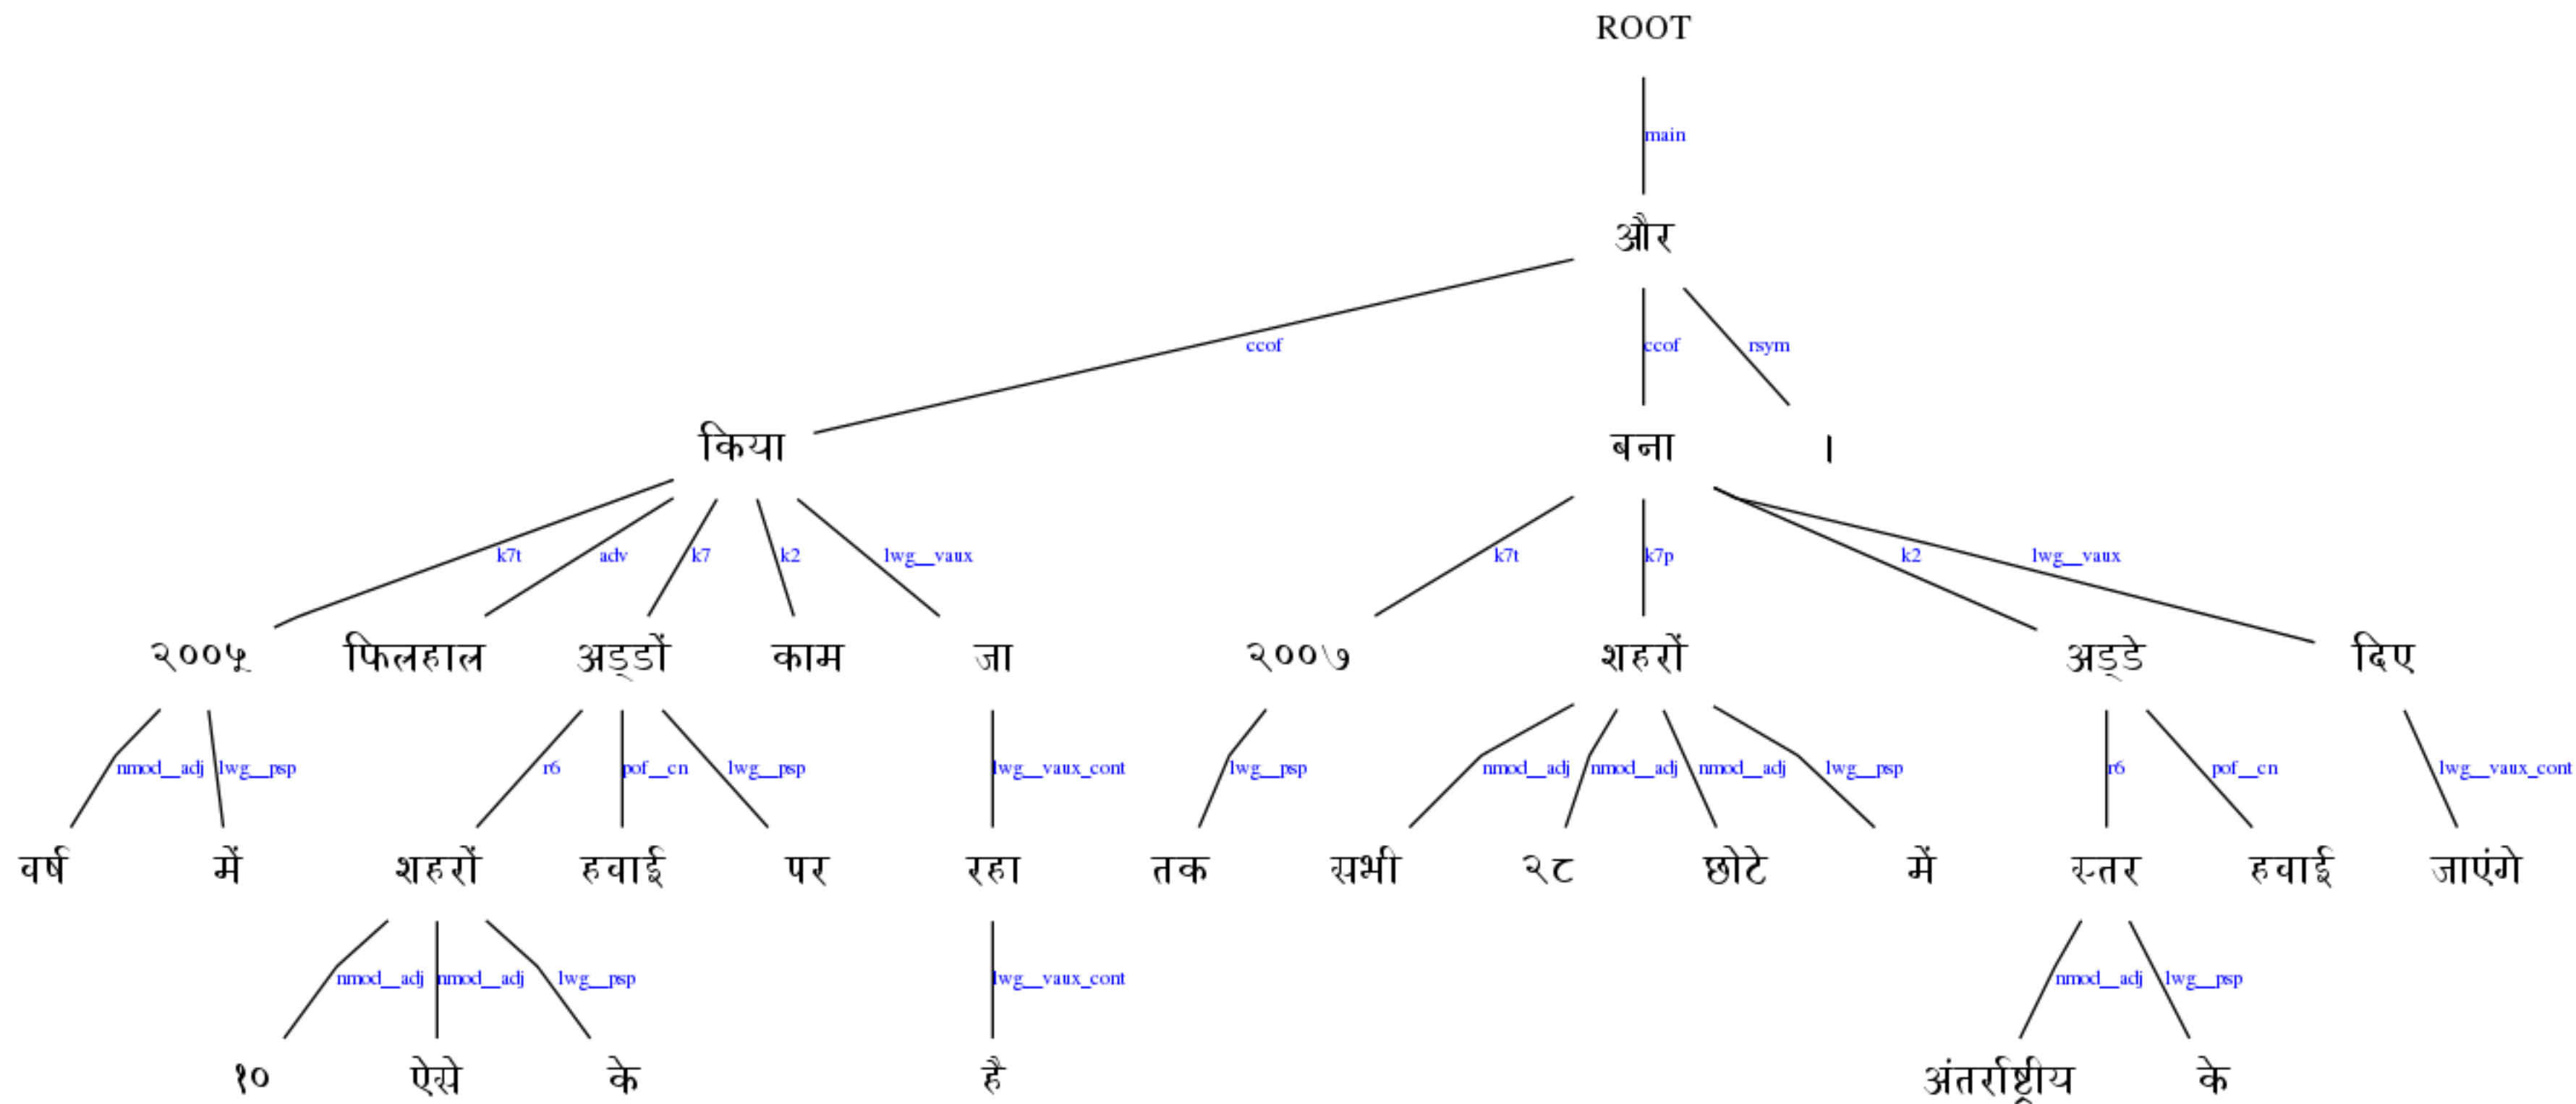 ROOT
main
और
ccof ccof rsym
किया बना ।
k7t adv k7 k2 lwg__vaux k7t k7p k2 lwg__vaux
२००५ फिलहाल अड्डों काम जा २००७ शहरों अड्डे दिए
nmod__adj lwg__psp r6 pof__cn lwg__psp lwg__vaux_cont lwg__psp nmod__adj nmod__adj nmod__adj lwg__psp r6 pof__cn lwg__vaux_cont
वर्ष में शहरों हवाई पर रहा तक सभी २८ छोटे में स्तर हवाई जाएंगे
nmod__adj nmod__adj lwg__psp lwg__vaux_cont nmod__adj lwg__psp
१० ऐसे के है अंतर्राष्ट्रीय के